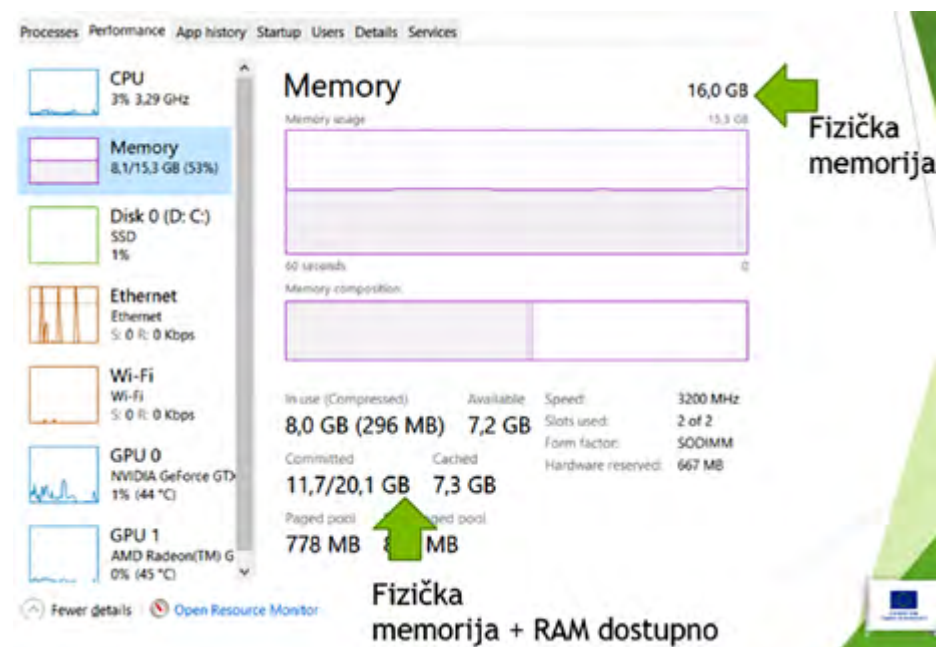 Processes Performance App history Startup Users Details Services
CPU
3% 3,29 GHz
Memory
8,1/15,3 GB (53%)
Disk 0 (D: C:)
SSD
1%
Ethernet
Ethernet
S: 0 R: 0 Kbps
Wi-Fi
Wi-Fi
S: 0 R: 0 Kbps
GPU 0
NVIDIA GeForce GTX
1% (44 °C)
GPU 1
AMD Radeon(TM) G
0% (45 °C)
Memory 16,0 GB
Memory usage 15,3 GB
60 seconds 0
Memory composition
In use (Compressed) Available
8,0 GB (296 MB) 7,2 GB
Committed Cached
11,7/20,1 GB 7,3 GB
Paged pool paged pool
778 MB MB
Speed: 3200 MHz
Slots used: 2 of 2
Form factor: SODIMM
Hardware reserved: 667 MB
Fewer details Open Resource Monitor
Fizička
memorija
Fizička
memorija + RAM dostupno